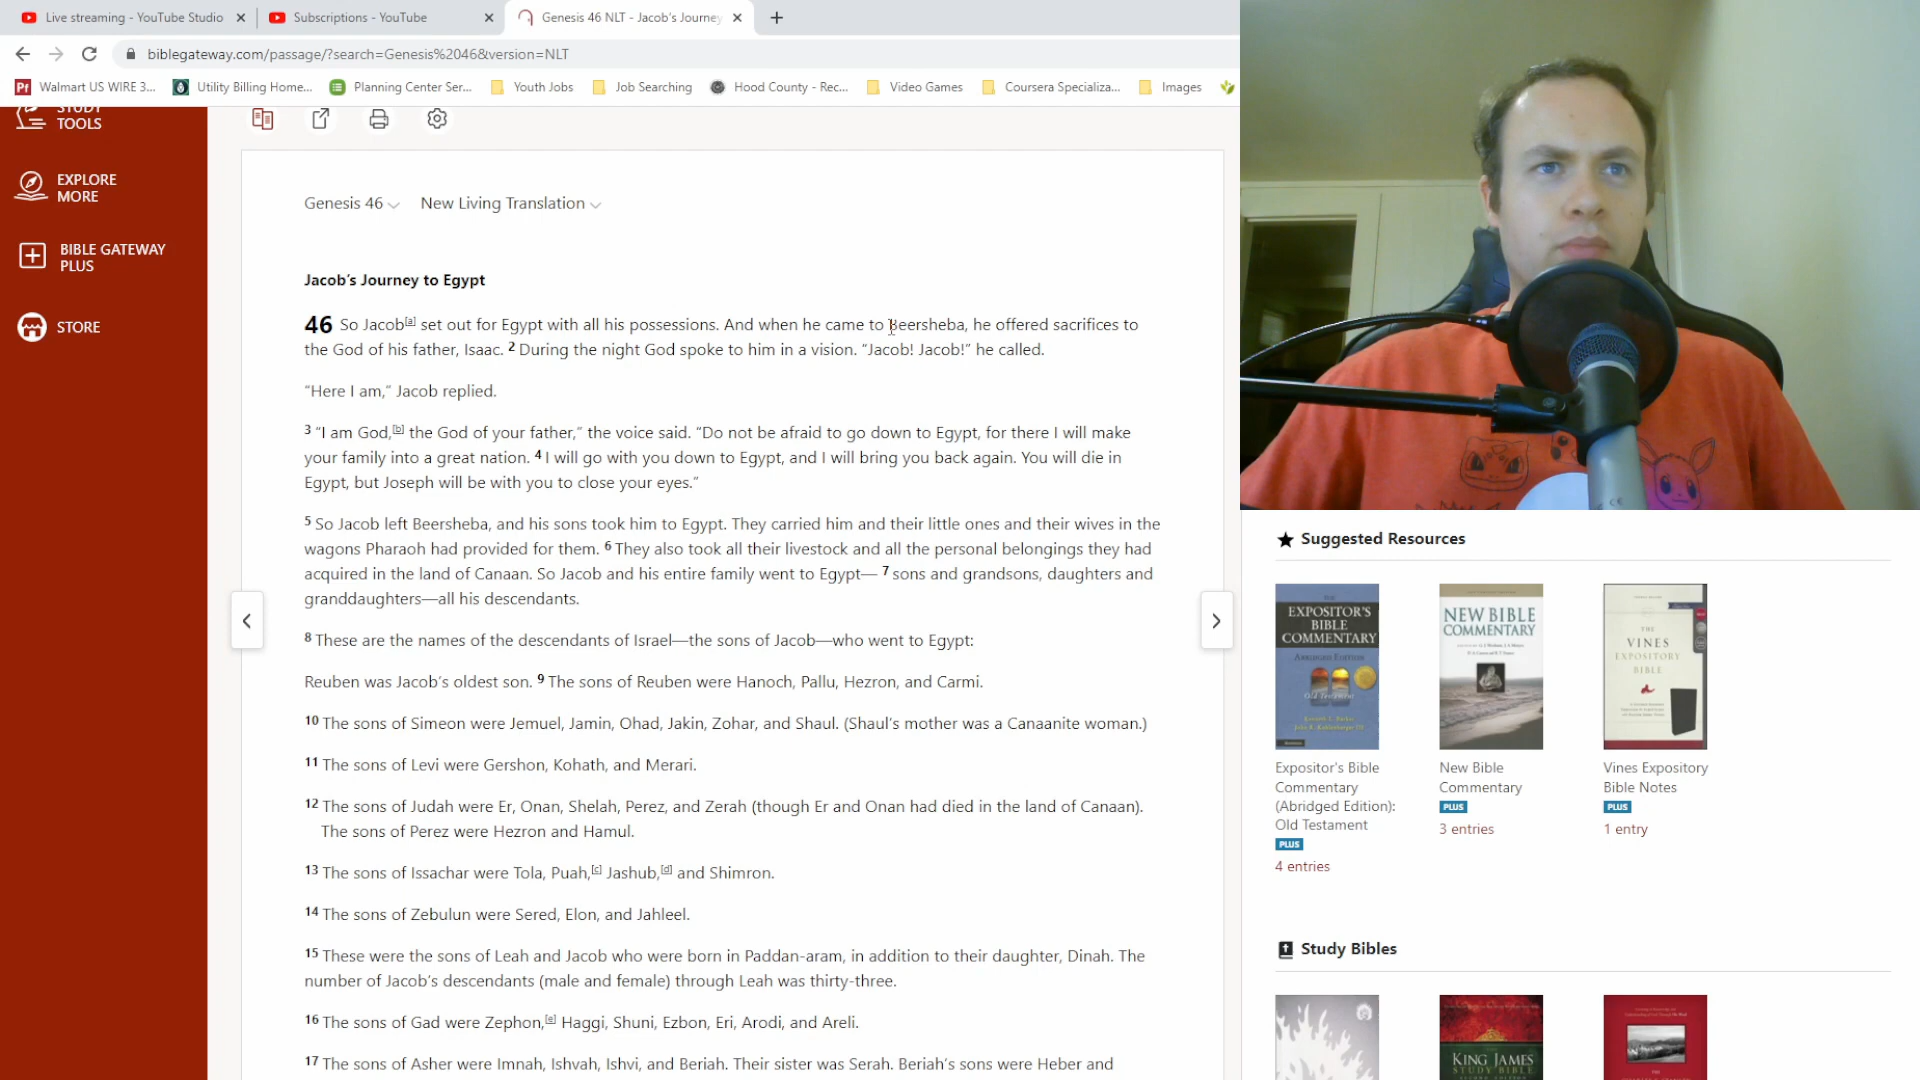 Live streaming - YouTube Studio
Subscriptions - YouTube
Genesis 46 NLT - Jacob's Journey
biblegateway.com/passage/?search=Genesis%2046&version=NLT
Walmart US WIRE 3...
Utility Billing Home...
Planning Center Ser...
Youth Jobs
Job Searching
Hood County - Rec...
Video Games
Coursera Specializa...
Images
STUDY
TOOLS
EXPLORE
MORE
BIBLE GATEWAY
PLUS
STORE
Genesis 46 New Living Translation
Jacob's Journey to Egypt
46 So Jacob[a] set out for Egypt with all his possessions. And when he came to Beersheba, he offered sacrifices to
the God of his father, Isaac. 2 During the night God spoke to him in a vision. “Jacob! Jacob!” he called.
“Here I am,” Jacob replied.
3 “I am God,[b] the God of your father,” the voice said. “Do not be afraid to go down to Egypt, for there I will make
your family into a great nation. 4 I will go with you down to Egypt, and I will bring you back again. You will die in
Egypt, but Joseph will be with you to close your eyes.”
5 So Jacob left Beersheba, and his sons took him to Egypt. They carried him and their little ones and their wives in the
wagons Pharaoh had provided for them. 6 They also took all their livestock and all the personal belongings they had
acquired in the land of Canaan. So Jacob and his entire family went to Egypt— 7 sons and grandsons, daughters and
granddaughters—all his descendants.
8 These are the names of the descendants of Israel—the sons of Jacob—who went to Egypt:
Reuben was Jacob's oldest son. 9 The sons of Reuben were Hanoch, Pallu, Hezron, and Carmi.
10 The sons of Simeon were Jemuel, Jamin, Ohad, Jakin, Zohar, and Shaul. (Shaul's mother was a Canaanite woman.)
11 The sons of Levi were Gershon, Kohath, and Merari.
12 The sons of Judah were Er, Onan, Shelah, Perez, and Zerah (though Er and Onan had died in the land of Canaan).
The sons of Perez were Hezron and Hamul.
13 The sons of Issachar were Tola, Puah,[c] Jashub,[d] and Shimron.
14 The sons of Zebulun were Sered, Elon, and Jahleel.
15 These were the sons of Leah and Jacob who were born in Paddan-aram, in addition to their daughter, Dinah. The
number of Jacob's descendants (male and female) through Leah was thirty-three.
16 The sons of Gad were Zephon,[e] Haggi, Shuni, Ezbon, Eri, Arodi, and Areli.
17 The sons of Asher were Imnah, Ishvah, Ishvi, and Beriah. Their sister was Serah. Beriah's sons were Heber and
Suggested Resources
EXPOSITOR'S
BIBLE
COMMENTARY
ABRIDGED EDITION
Old Testament
NEW BIBLE
COMMENTARY
THE
VINES
EXPOSITORY
BIBLE
Expositor's Bible
Commentary
(Abridged Edition):
Old Testament
PLUS
4 entries
New Bible
Commentary
PLUS
3 entries
Vines Expository
Bible Notes
PLUS
1 entry
Study Bibles
KING JAMES
STUDY BIBLE